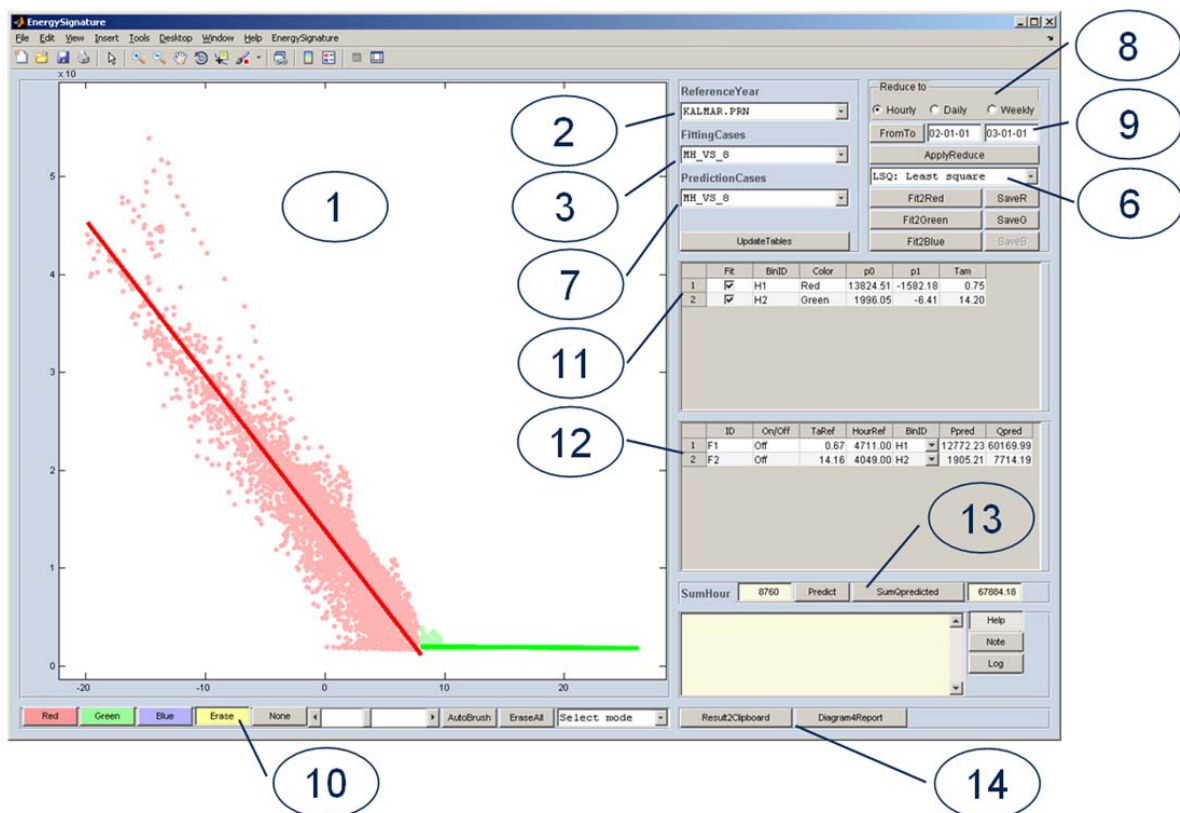 EnergySignature
File Edit View Insert Tools Desktop Window Help EnergySignature
x 10
5
4
3
2
1
0
-20 -10 0 20
1
2
3
7
11
12
8
9
6
13
10
14
ReferenceYear
KALMAR.PRN
FittingCases
MH_VS_8
PredictionCases
MH_VS_8
UpdateTables
Reduce to
Hourly Daily Weekly
FromTo 02-01-01 03-01-01
ApplyReduce
LSQ: Least square
Fit2Red SaveR
Fit2Green SaveG
Fit2Blue SaveB
Fit BinID Color p0 p1 Tam
1 H1 Red 13824.51 -1582.18 0.75
2 H2 Green 1996.05 -6.41 14.20
ID On/Off TaRef HourRef BinID Ppred Qpred
1 F1 Off 0.67 4711.00 H1 12772.23 60169.99
2 F2 Off 14.16 4049.00 H2 1905.21 7714.19
SumHour 8760 Predict SumQpredicted 67884.18
Help
Note
Log
Red Green Blue Erase None AutoBrush EraseAll Select mode
Result2Clipboard Diagram4Report